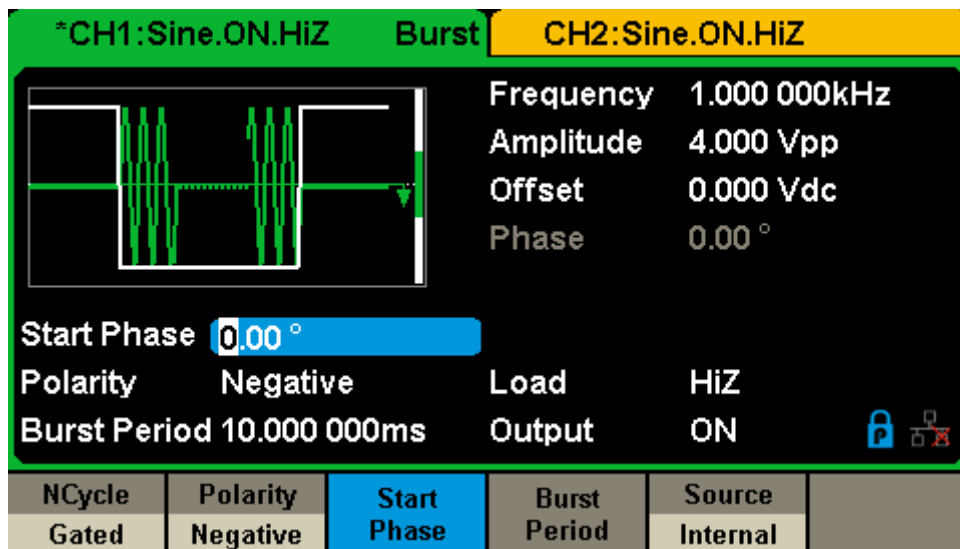 *CH1:Sine.ON.HiZ Burst CH2:Sine.ON.HiZ
Frequency 1.000 000kHz
Amplitude 4.000 Vpp
Offset 0.000 Vdc
Phase 0.00 °
Start Phase 0.00 °
Polarity Negative Load HiZ
Burst Period 10.000 000ms Output ON P
NCycle Polarity Start Burst Source
Gated Negative Phase Period Internal